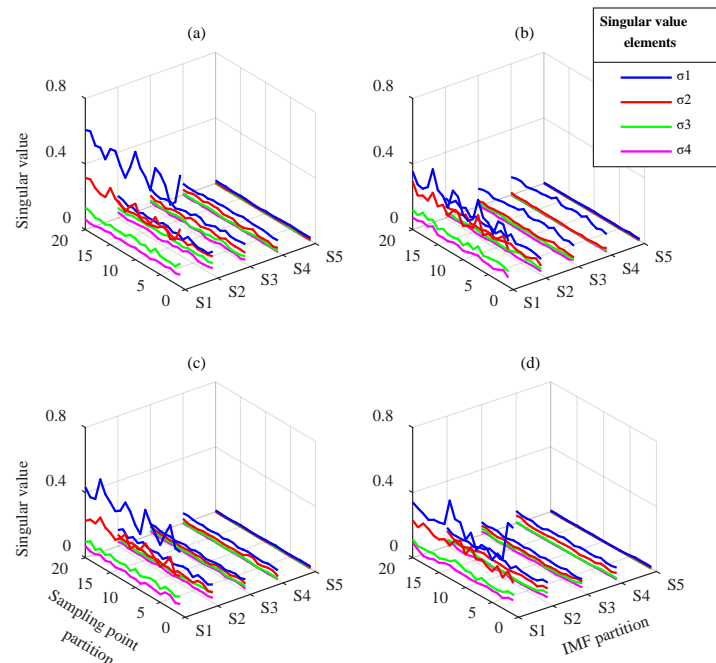 (a)
(b)
Singular value
elements
σ1
σ2
σ3
σ4
0.8
0.4
0
Singular value
20
15
10
5
0
S1
S2
S3
S4
S5
0.8
0.4
0
20
15
10
5
0
S1
S2
S3
S4
S5
(c)
(d)
0.8
0.4
0
Singular value
20
15
10
5
0
Sampling point
partition
S1
S2
S3
S4
S5
0.8
0.4
0
20
15
10
5
0
S1
S2
S3
S4
S5
IMF partition